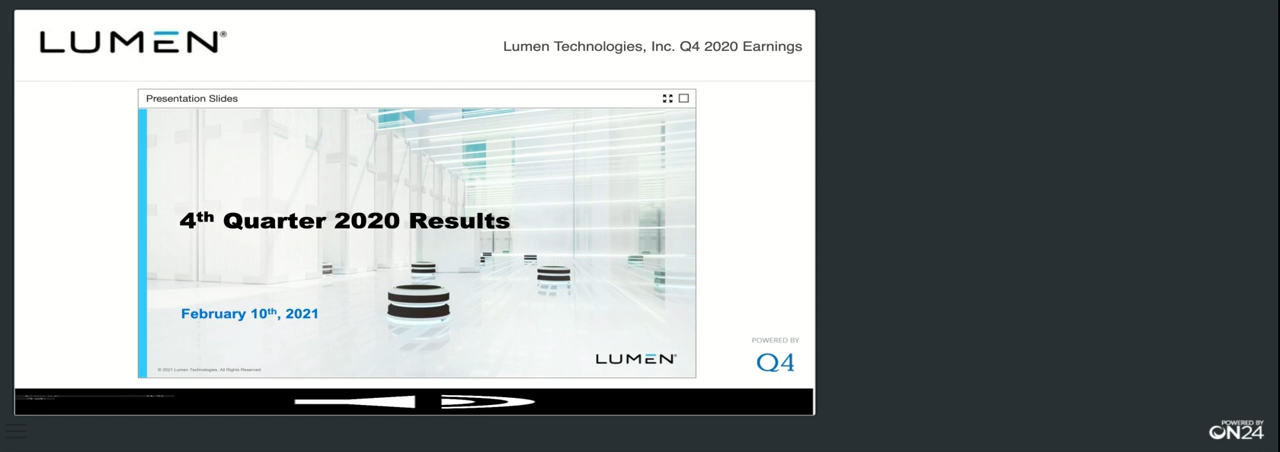 LUMEN®
Lumen Technologies, Inc. Q4 2020 Earnings
Presentation Slides
4th Quarter 2020 Results
February 10th, 2021
LUMEN®
© 2021 Lumen Technologies. All Rights Reserved.
POWERED BY
Q4
POWERED BY
ON24